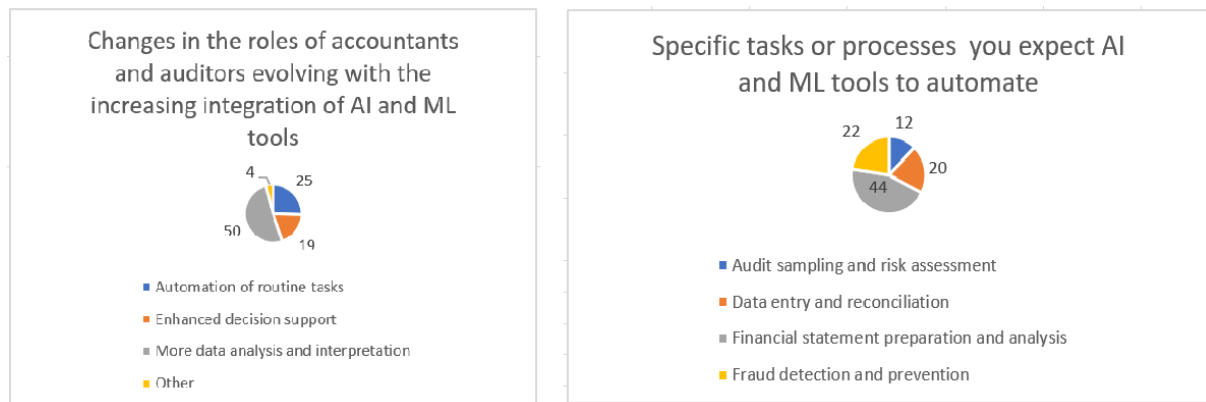 Changes in the roles of accountants
and auditors evolving with the
increasing integration of AI and ML
tools
4
25
50
19
Automation of routine tasks
Enhanced decision support
More data analysis and interpretation
Other
Specific tasks or processes you expect AI
and ML tools to automate
22
12
20
44
Audit sampling and risk assessment
Data entry and reconciliation
Financial statement preparation and analysis
Fraud detection and prevention